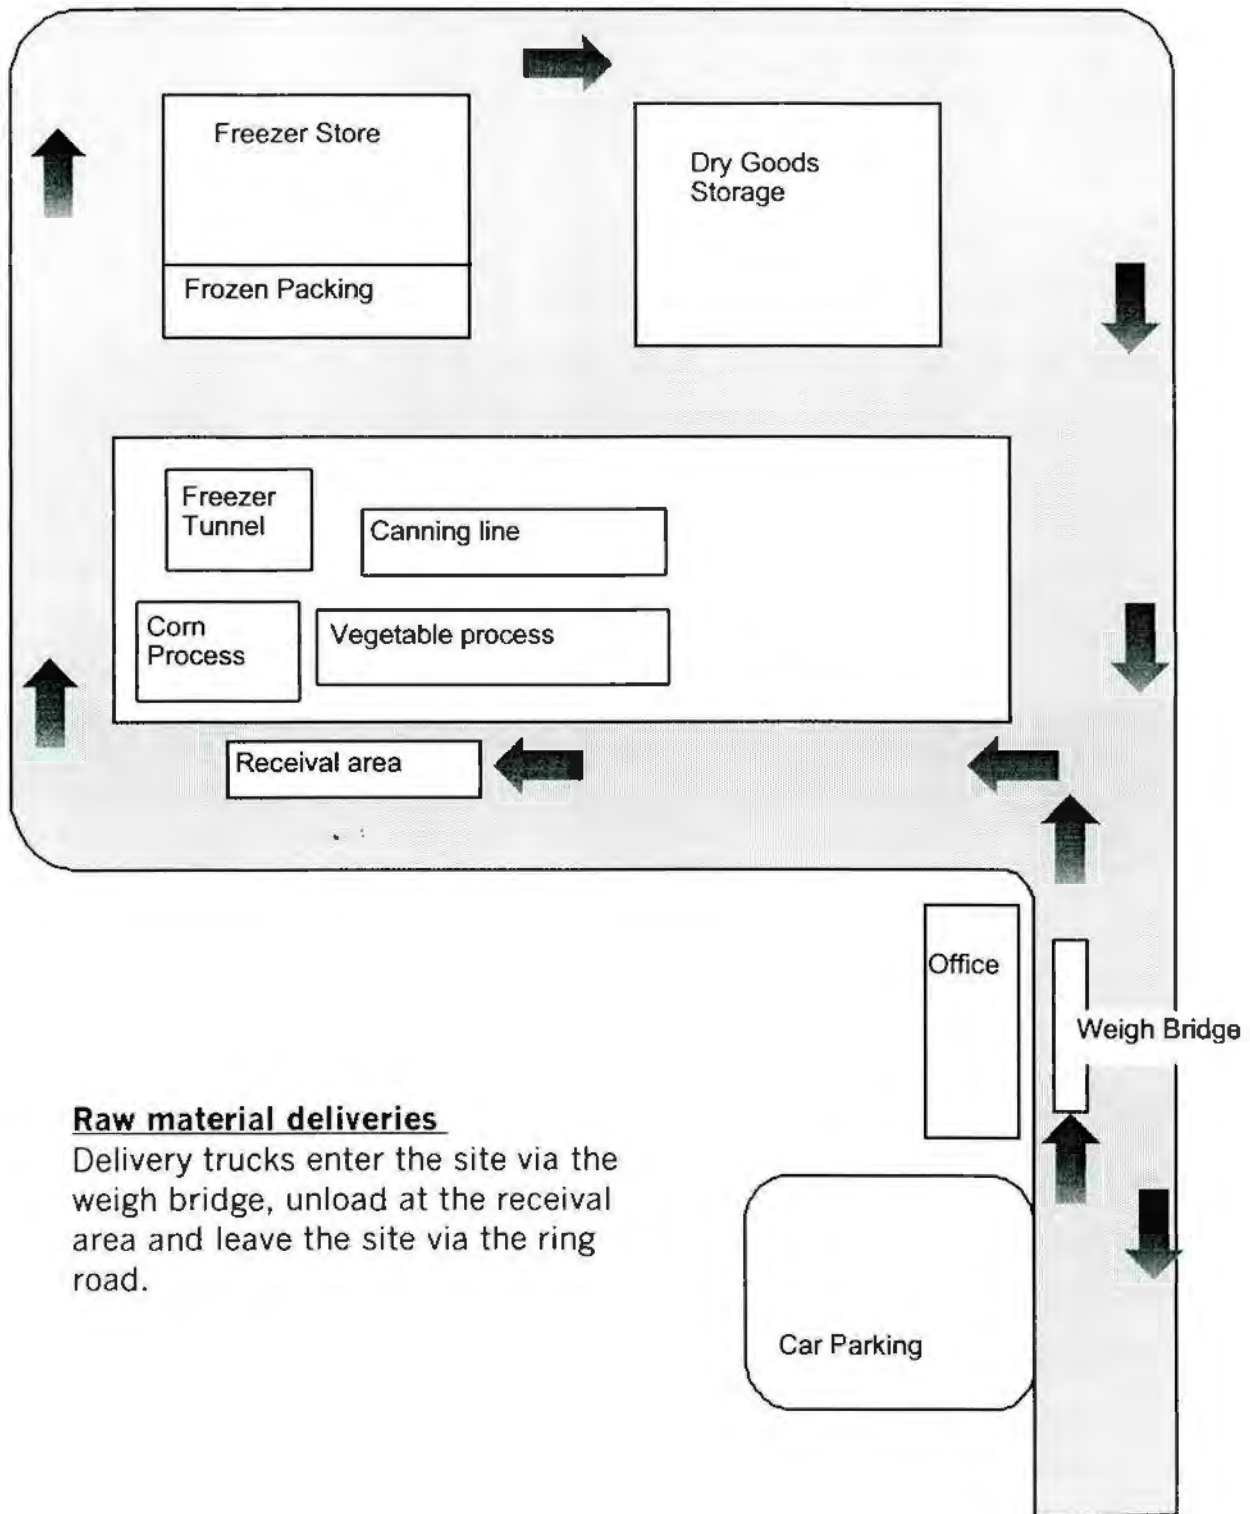 Freezer Store
Dry Goods
Storage
Frozen Packing
Freezer
Tunnel
Canning line
Corn
Process
Vegetable process
Receival area
Office
Weigh Bridge
Raw material deliveries
Delivery trucks enter the site via the
weigh bridge, unload at the receival
area and leave the site via the ring
road.
Car Parking